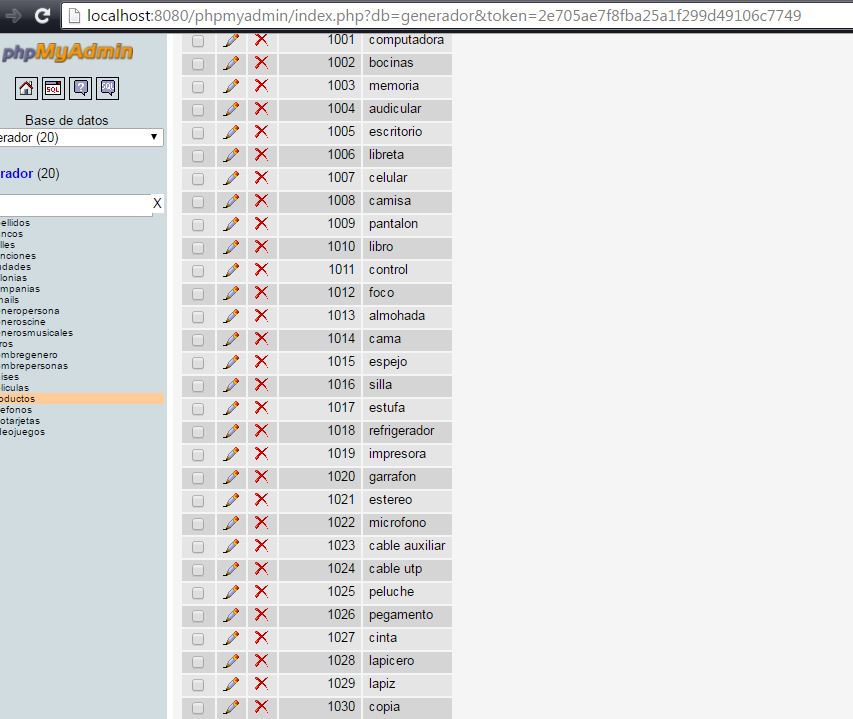 localhost:8080/phpmyadmin/index.php?db=generador&token=2e705ae7f8fba25a1f299d49106c7749
phpMyAdmin
SQL
?
SQL
Base de datos
erador (20)
rador (20)
X
ellidos
ncos
lles
nciones
udades
lonias
mpanias
nails
neropersona
neroscine
nerosmusicales
ros
mbregenero
mbrepersonas
ises
liculas
oductos
lefonos
otarjetas
leojuegos
1001 computadora
1002 bocinas
1003 memoria
1004 audicular
1005 escritorio
1006 libreta
1007 celular
1008 camisa
1009 pantalon
1010 libro
1011 control
1012 foco
1013 almohada
1014 cama
1015 espejo
1016 silla
1017 estufa
1018 refrigerador
1019 impresora
1020 garrafon
1021 estereo
1022 microfono
1023 cable auxiliar
1024 cable utp
1025 peluche
1026 pegamento
1027 cinta
1028 lapicero
1029 lapiz
1030 copia